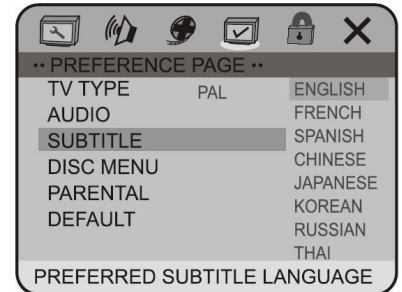 ·· PREFERENCE PAGE ··
TV TYPE PAL ENGLISH
AUDIO FRENCH
SUBTITLE SPANISH
DISC MENU CHINESE
PARENTAL JAPANESE
DEFAULT KOREAN
RUSSIAN
THAI
PREFERRED SUBTITLE LANGUAGE